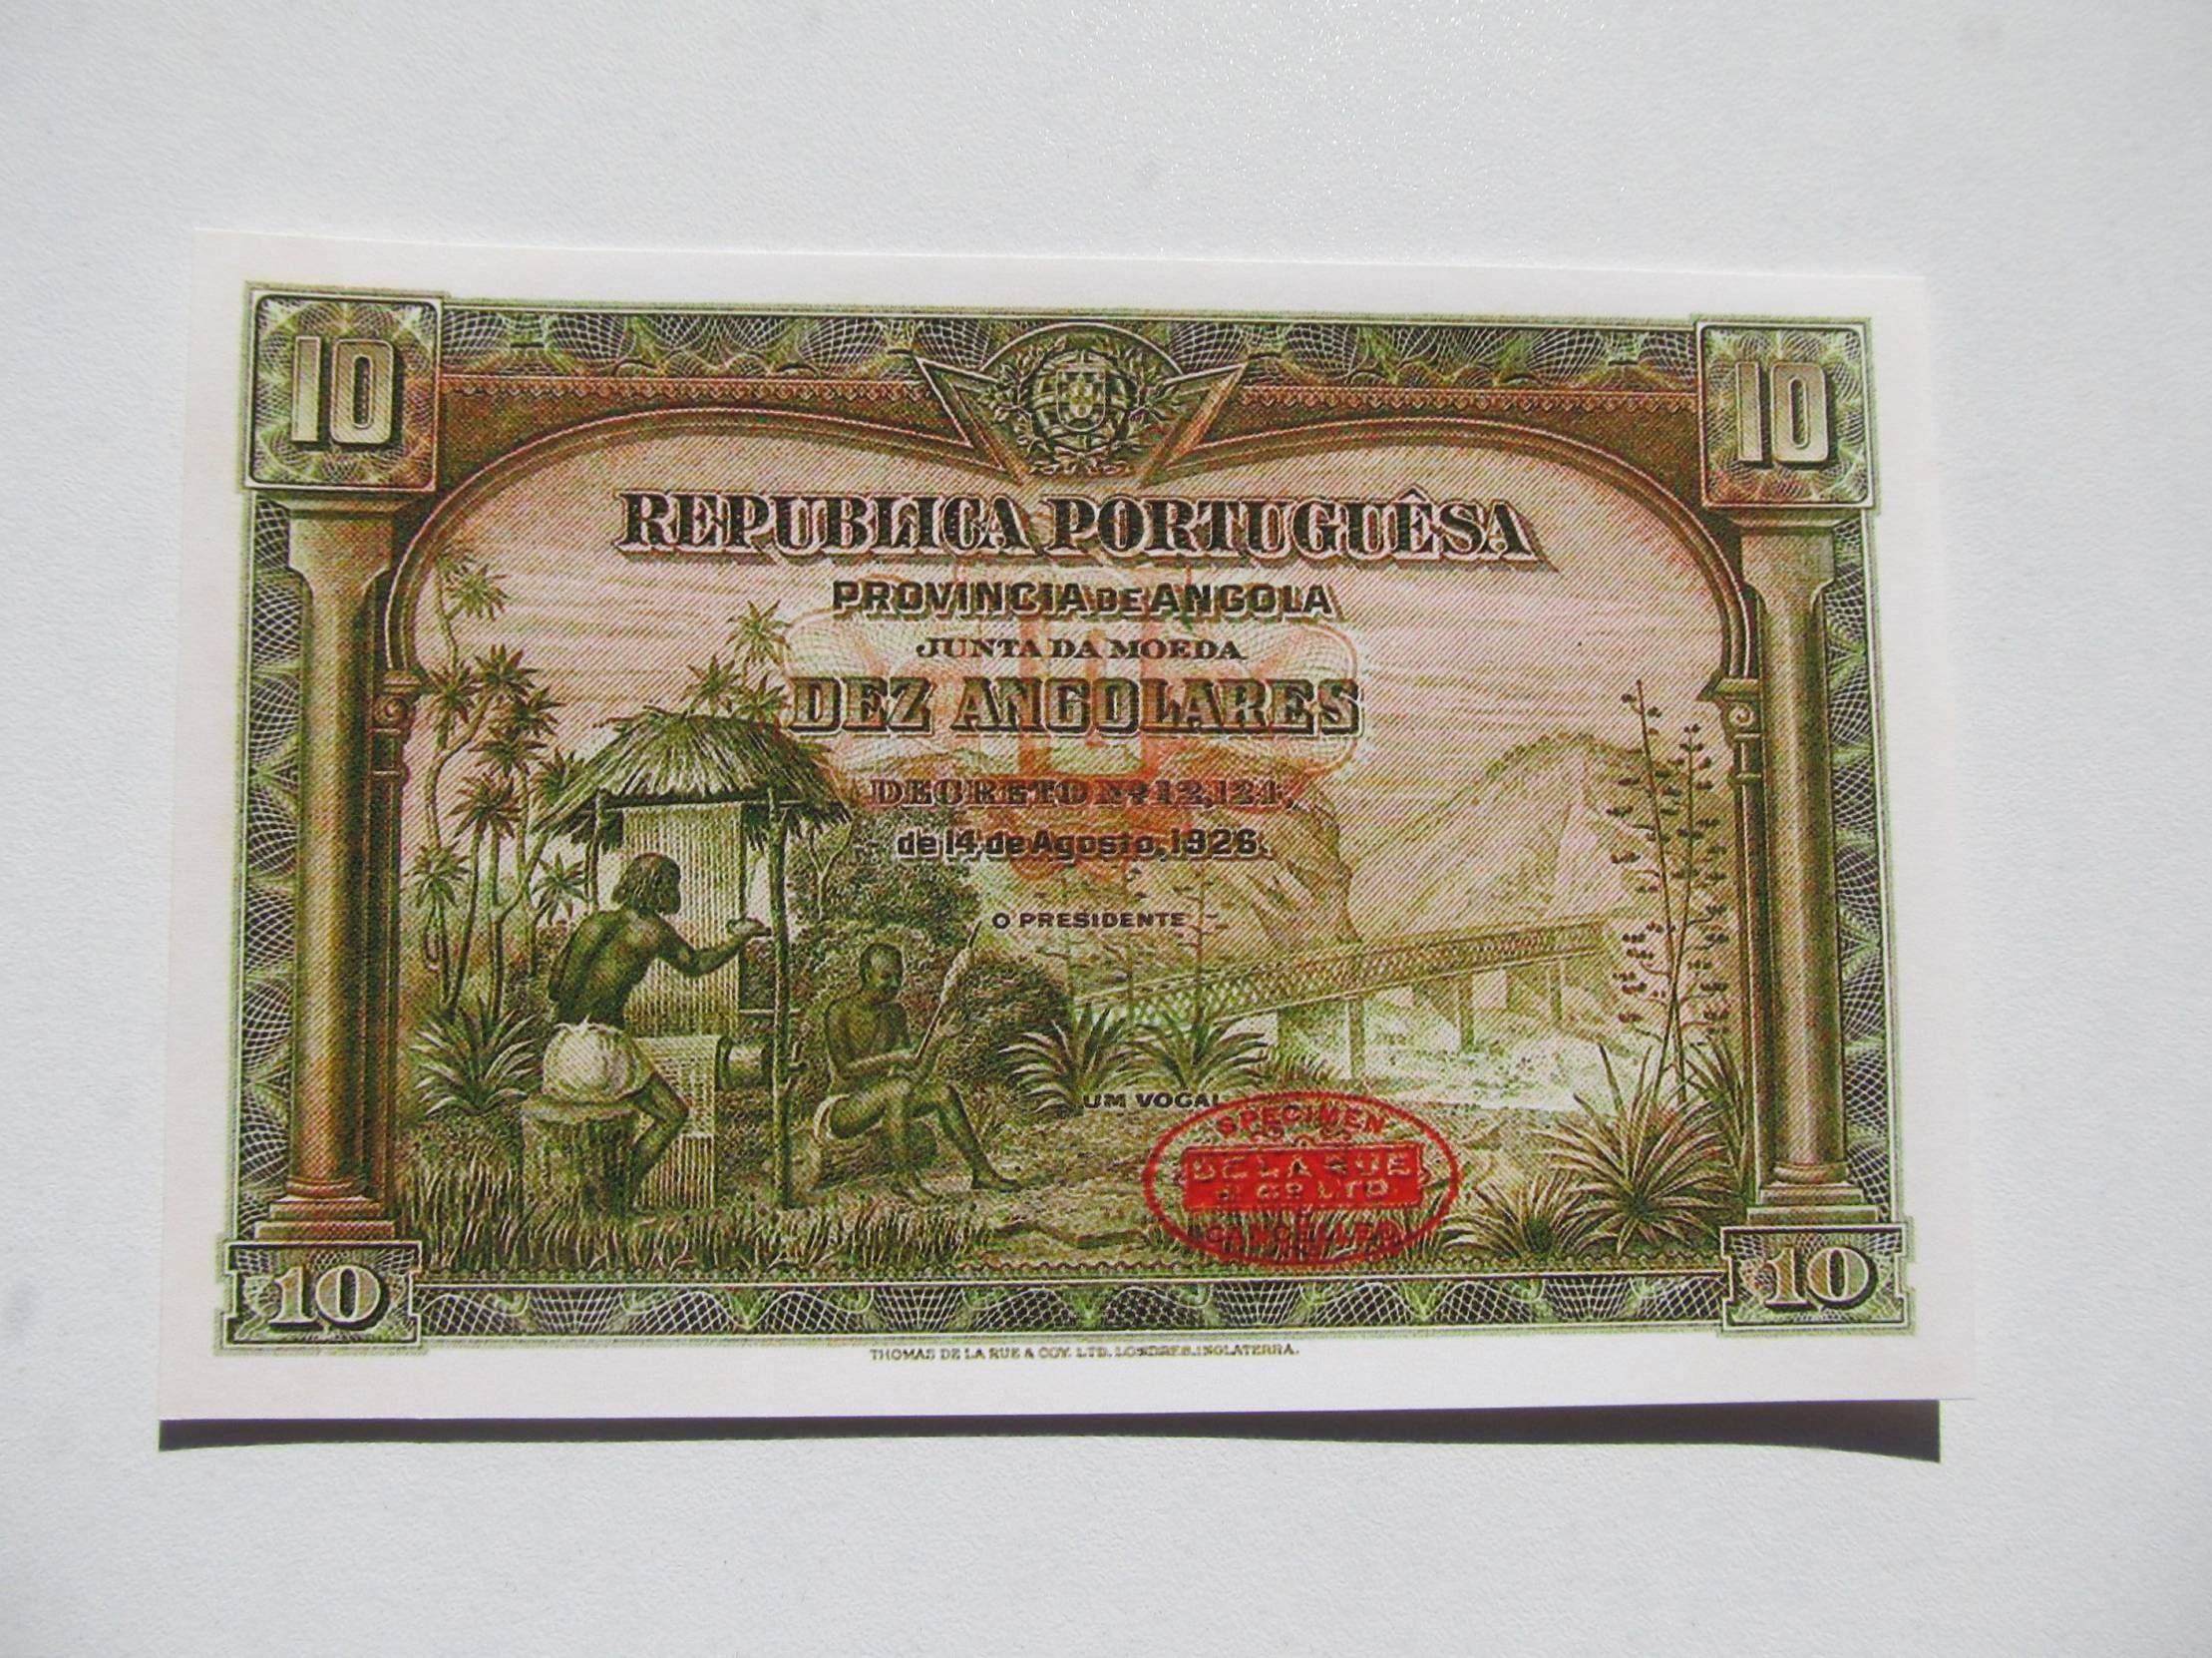 10
10
REPUBLICA PORTUGUÊSA
PROVINCIA DE ANGOLA
JUNTA DA MOEDA
DEZ ANGOLARES
DECRETO Nº 12,124,
de 14 de Agosto, 1926.
O PRESIDENTE
UM VOGAL
SPECIMEN
DE LA RUE
& CO LTD
CANCELLED
10
10
THOMAS DE LA RUE & COY. LTD. LONDRES. INGLATERRA.